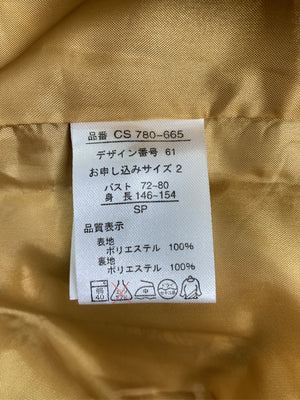 品番 CS 780-665
デザイン番号 61
お申し込みサイズ 2
バスト 72~80
身長 146~154
SP
品質表示
表地
ポリエステル 100%
裏地
ポリエステル 100%
40
中